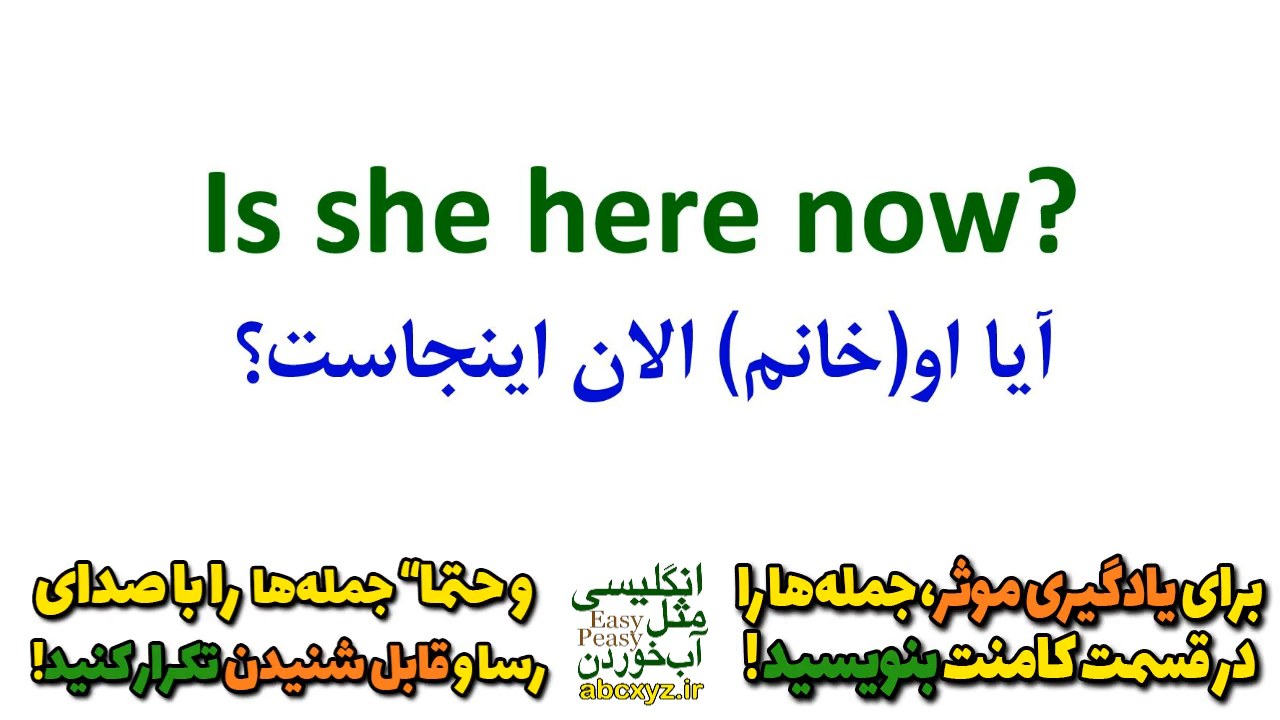 Is she here now?
آیا او(خانم) الان اینجاست؟
برای یادگیری موثر، جمله‌ها را
در قسمت کامنت بنویسید!
انگلیسی
مثل
Easy
Peasy
آب‌خوردن
abcxyz.ir
و حتما“ جمله‌ها را با صدای
رسا و قابل شنیدن تکرار کنید!